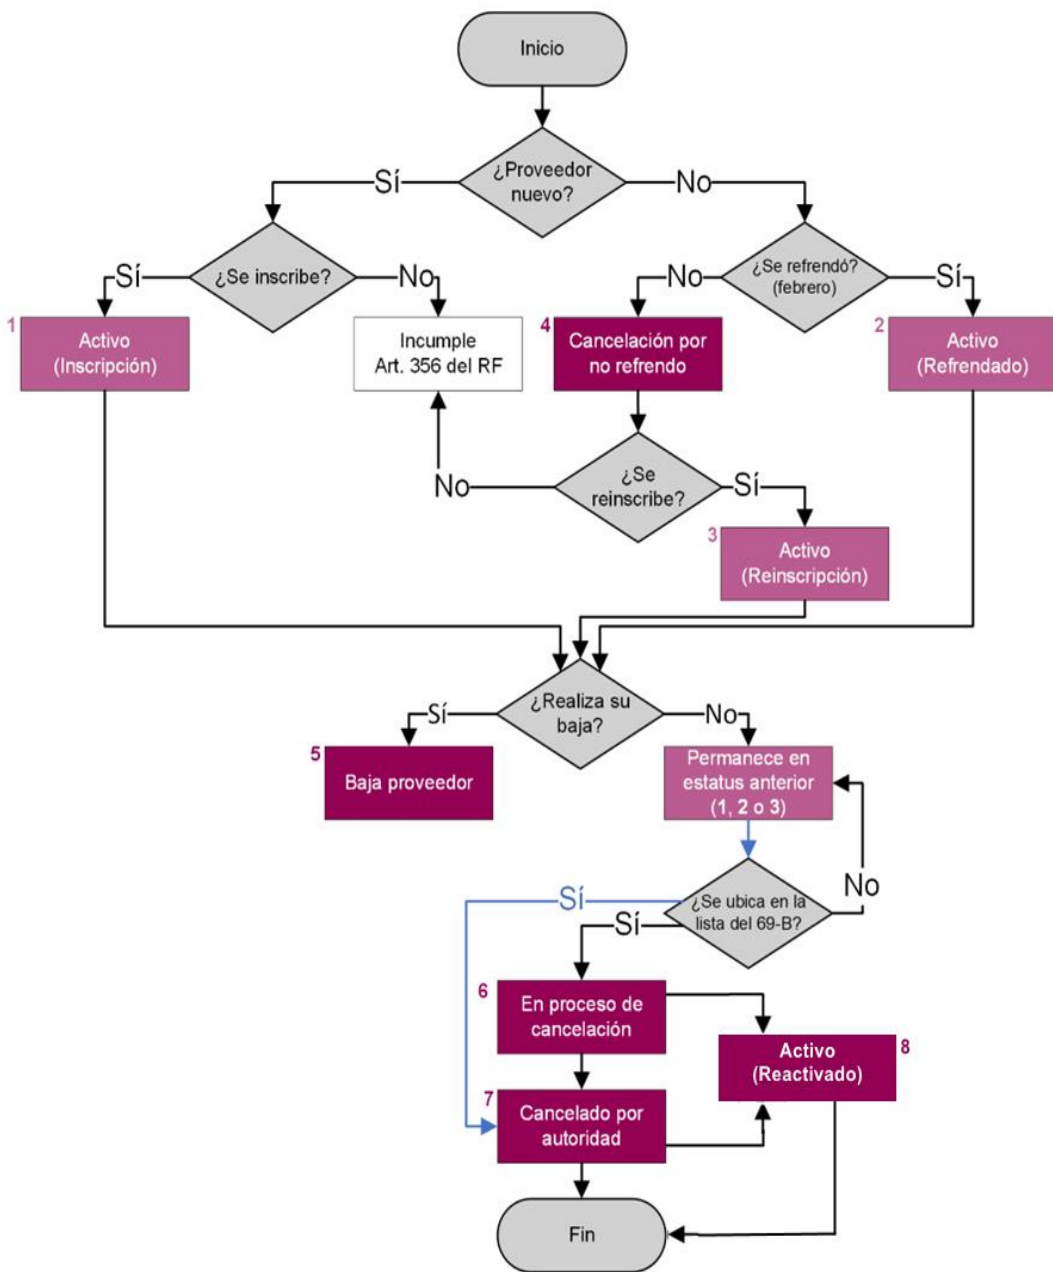 Inicio
¿Proveedor
nuevo?
Sí
No
¿Se inscribe?
¿Se refrendó?
(febrero)
Sí
No
No
Sí
1
Activo
(Inscripción)
Incumple
Art. 356 del RF
4
Cancelación por
no refrendo
2
Activo
(Refrendado)
¿Se
reinscribe?
No
Sí
3
Activo
(Reinscripción)
¿Realiza su
baja?
Sí
No
5
Baja proveedor
Permanece en
estatus anterior
(1, 2 o 3)
¿Se ubica en la
lista del 69-B?
Sí
Sí
No
6
En proceso de
cancelación
8
Activo
(Reactivado)
7
Cancelado por
autoridad
Fin